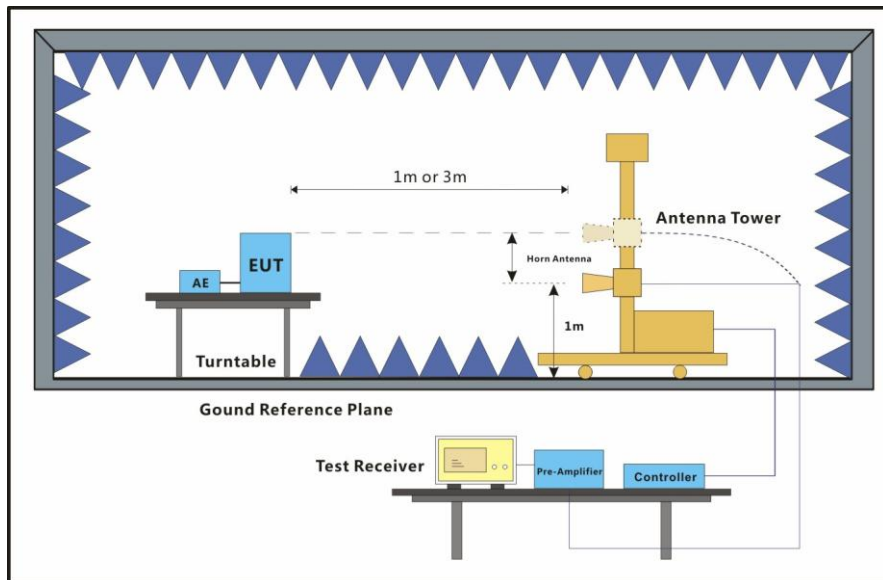 1m or 3m
Antenna Tower
EUT
Horn Antenna
AE
1m
Turntable
Gound Reference Plane
Test Receiver
Pre-Amplifier
Controller